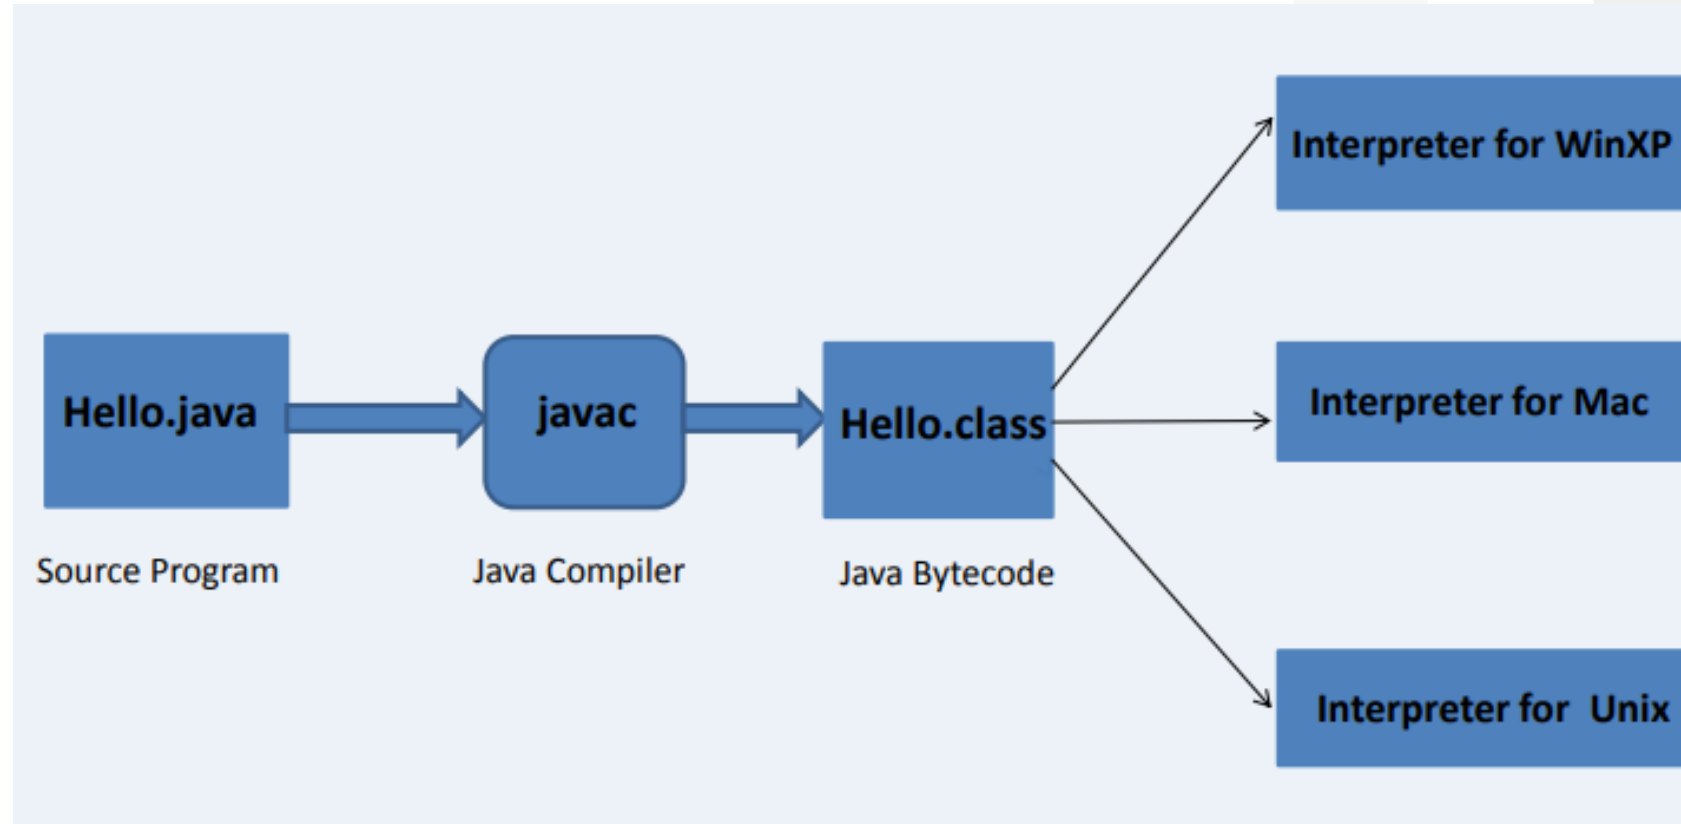 Interpreter for WinXP
Hello.java
javac
Hello.class
Interpreter for Mac
Source Program
Java Compiler
Java Bytecode
Interpreter for Unix